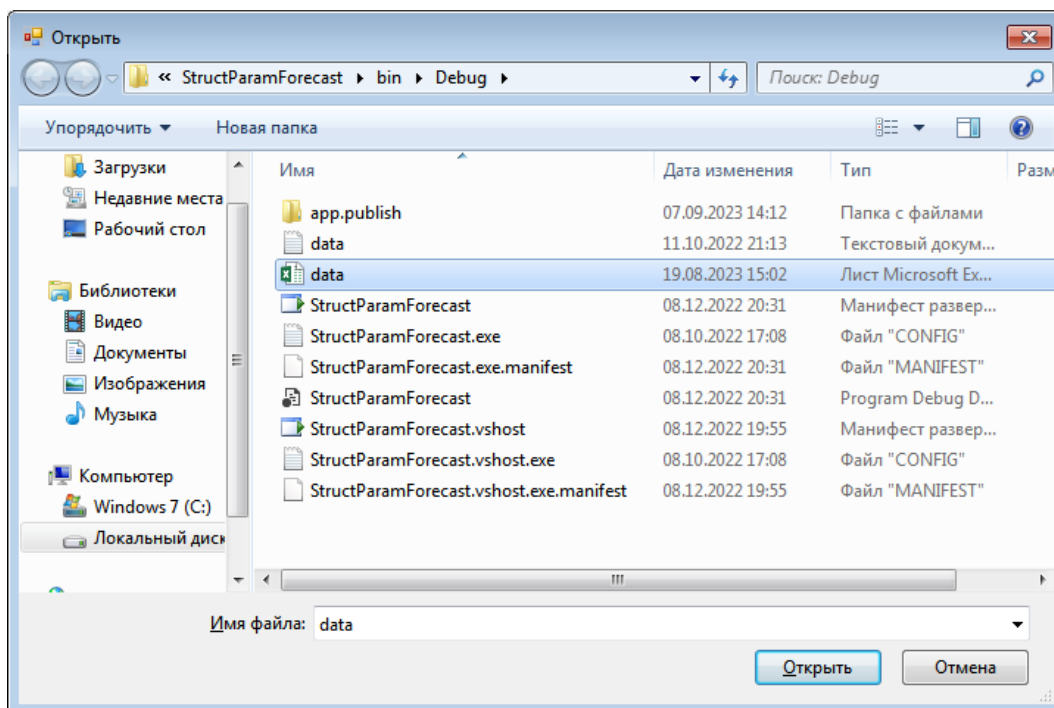 Открыть
« StructParamForecast ▸ bin ▸ Debug ▸ Поиск: Debug
Упорядочить Новая папка
Загрузки
Недавние места
Рабочий стол
Библиотеки
Видео
Документы
Изображения
Музыка
Компьютер
Windows 7 (C:)
Локальный диск
Имя Дата изменения Тип Разм
app.publish 07.09.2023 14:12 Папка с файлами
data 11.10.2022 21:13 Текстовый докум...
data 19.08.2023 15:02 Лист Microsoft Ex...
StructParamForecast 08.12.2022 20:31 Манифест развер...
StructParamForecast.exe 08.10.2022 17:08 Файл "CONFIG"
StructParamForecast.exe.manifest 08.12.2022 20:31 Файл "MANIFEST"
StructParamForecast 08.12.2022 20:31 Program Debug D...
StructParamForecast.vshost 08.12.2022 19:55 Манифест развер...
StructParamForecast.vshost.exe 08.10.2022 17:08 Файл "CONFIG"
StructParamForecast.vshost.exe.manifest 08.12.2022 19:55 Файл "MANIFEST"
Имя файла: data
Открыть Отмена